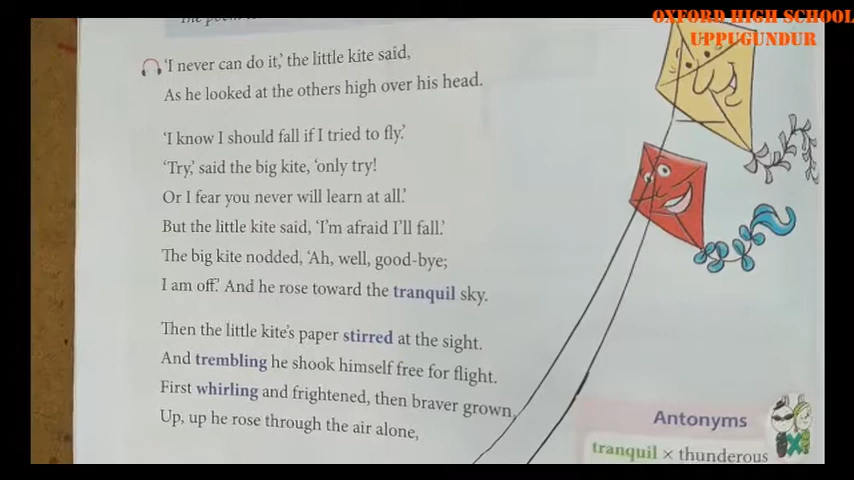 OXFORD HIGH SCHOOL
UPPUGUNDUR
'I never can do it,' the little kite said,
As he looked at the others high over his head.
'I know I should fall if I tried to fly.'
'Try,' said the big kite, 'only try!
Or I fear you never will learn at all.'
But the little kite said, 'I'm afraid I'll fall.'
The big kite nodded, 'Ah, well, good-bye;
I am off.' And he rose toward the tranquil sky.
Then the little kite's paper stirred at the sight.
And trembling he shook himself free for flight.
First whirling and frightened, then braver grown,
Up, up he rose through the air alone,
Antonyms
tranquil × thunderous